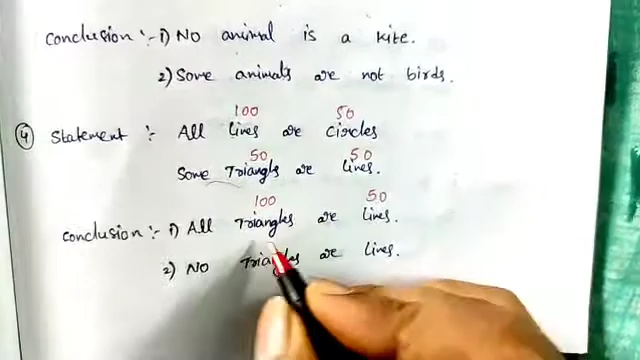 Conclusion :- 1) No animal is a kite.
2) Some animals are not birds.
100 50
④ Statement :- All lines are circles
50 50
Some Triangls are lines.
100 50
Conclusion :- 1) All Triangles are lines.
2) No Triangles are lines.